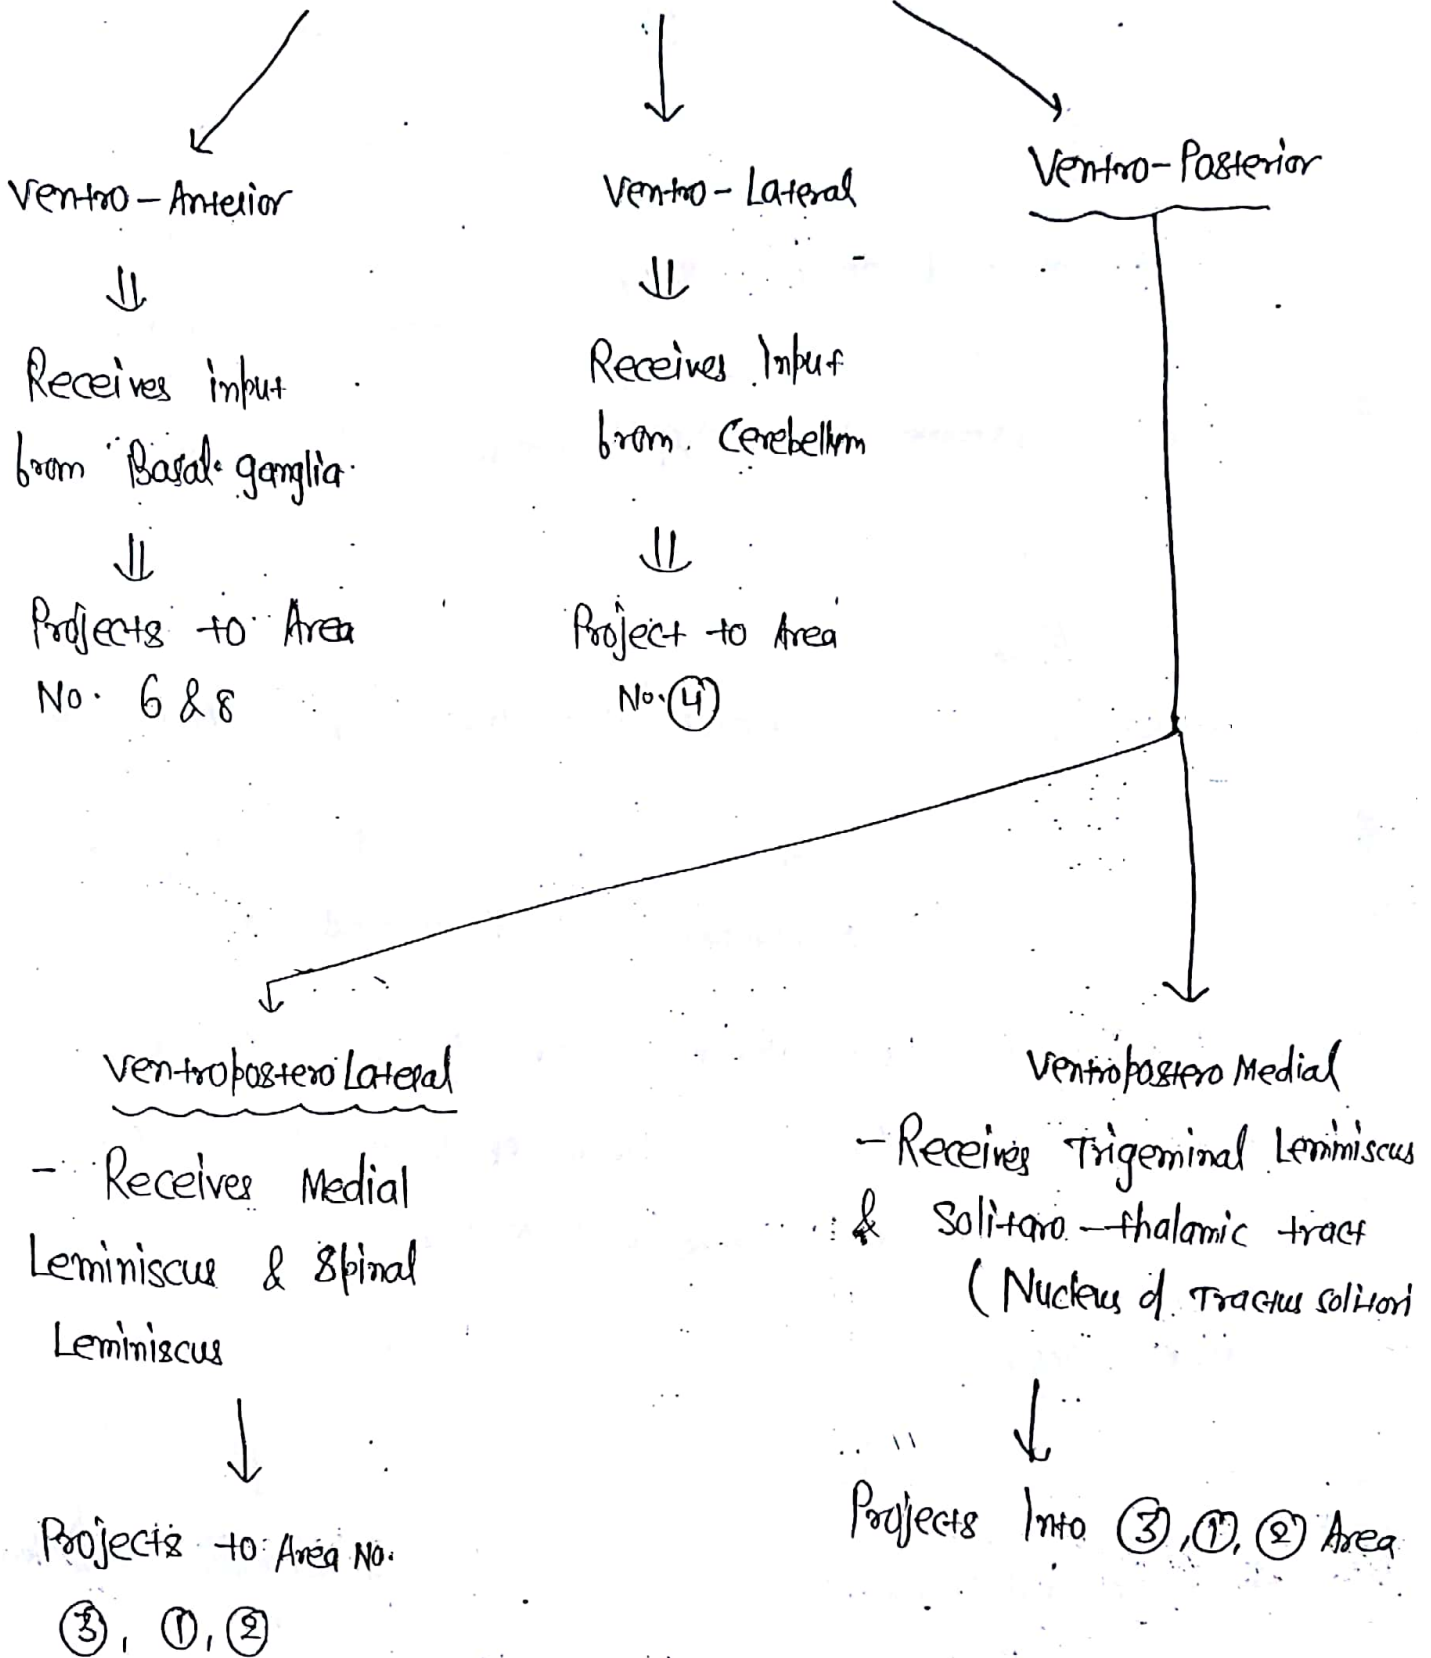 Ventro - Anterior
⇓
Receives input
from Basal ganglia
⇓
Projects to Area
No. 6 & 8
Ventro - Lateral
⇓
Receives Input
from Cerebellum
⇓
Project to Area
No. 4
Ventro - Posterior
Ventropostero Lateral
- Receives Medial
Leminiscus & Spinal
Leminiscus
↓
Projects to Area No.
3, 1, 2
Ventropostero Medial
- Receives Trigeminal Leminiscus
& Solitaro - thalamic tract
( Nucleus of Tractus solitori
↓
Projects Into 3, 1, 2 Area